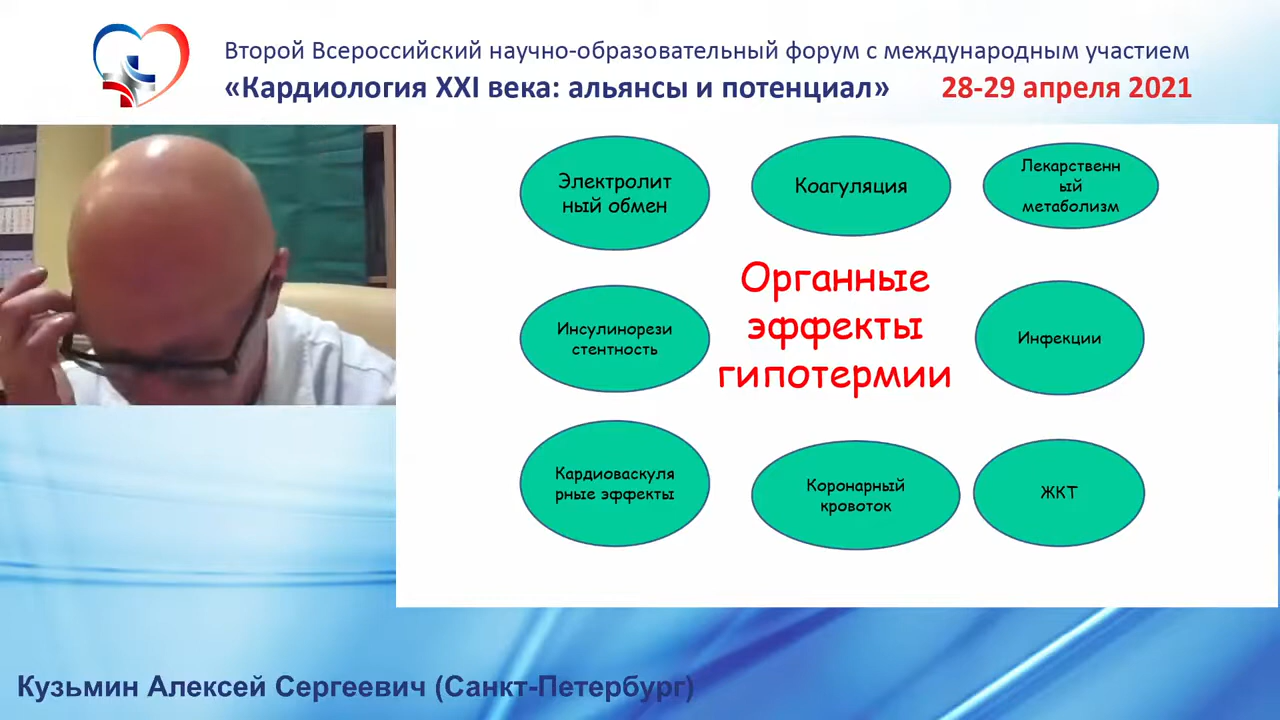 Второй Всероссийский научно-образовательный форум с международным участием
«Кардиология XXI века: альянсы и потенциал» 28-29 апреля 2021
Электролит
ный обмен
Коагуляция
Лекарственн
ый
метаболизм
Органные
эффекты
гипотермии
Инсулинорези
стентность
Инфекции
Кардиоваскуля
рные эффекты
Коронарный
кровоток
ЖКТ
Кузьмин Алексей Сергеевич (Санкт-Петербург)